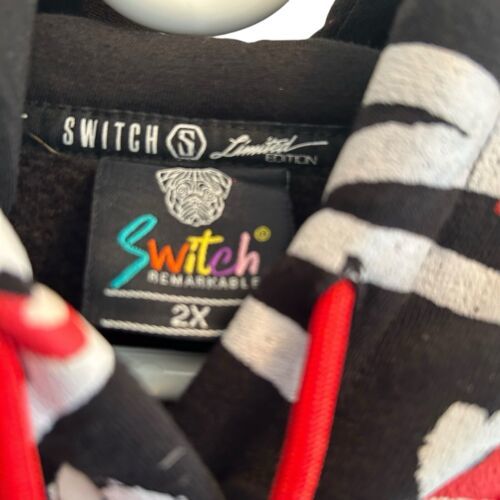 SWITCH S Limited
EDITION
Switch©
REMARKABLE
2X